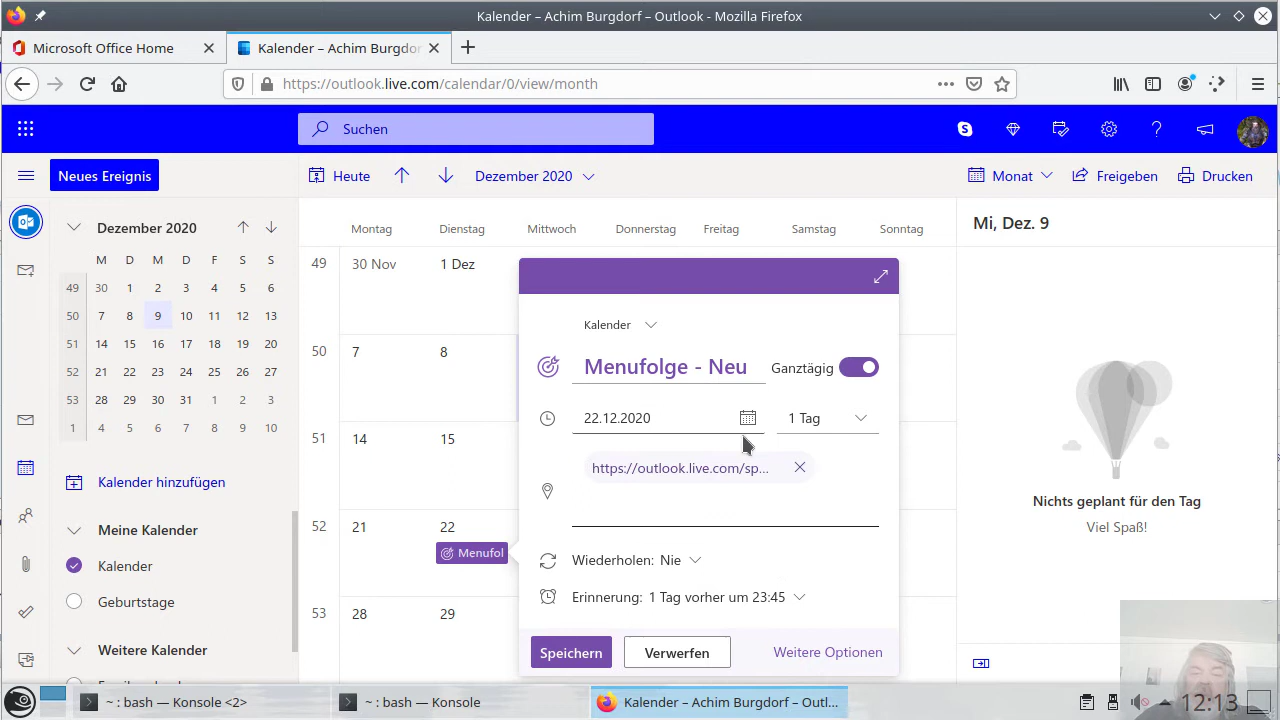 Kalender – Achim Burgdorf – Outlook - Mozilla Firefox
Microsoft Office Home
Kalender – Achim Burgdor
https://outlook.live.com/calendar/0/view/month
Suchen
Neues Ereignis
Heute
Dezember 2020
Monat
Freigeben
Drucken
Dezember 2020
M D M D F S S
49 30 1 2 3 4 5 6
50 7 8 9 10 11 12 13
51 14 15 16 17 18 19 20
52 21 22 23 24 25 26 27
53 28 29 30 31 1 2 3
1 4 5 6 7 8 9 10
Kalender hinzufügen
Meine Kalender
Kalender
Geburtstage
Weitere Kalender
Montag Dienstag Mittwoch Donnerstag Freitag Samstag Sonntag
49 30 Nov 1 Dez
50 7 8
51 14 15
52 21 22
Menufol
53 28 29
Kalender
Menufolge - Neu
Ganztägig
22.12.2020
1 Tag
https://outlook.live.com/sp...
Wiederholen: Nie
Erinnerung: 1 Tag vorher um 23:45
Speichern
Verwerfen
Weitere Optionen
Mi, Dez. 9
Nichts geplant für den Tag
Viel Spaß!
~ : bash — Konsole <2>
~ : bash — Konsole
Kalender – Achim Burgdorf – Outl...
12:13